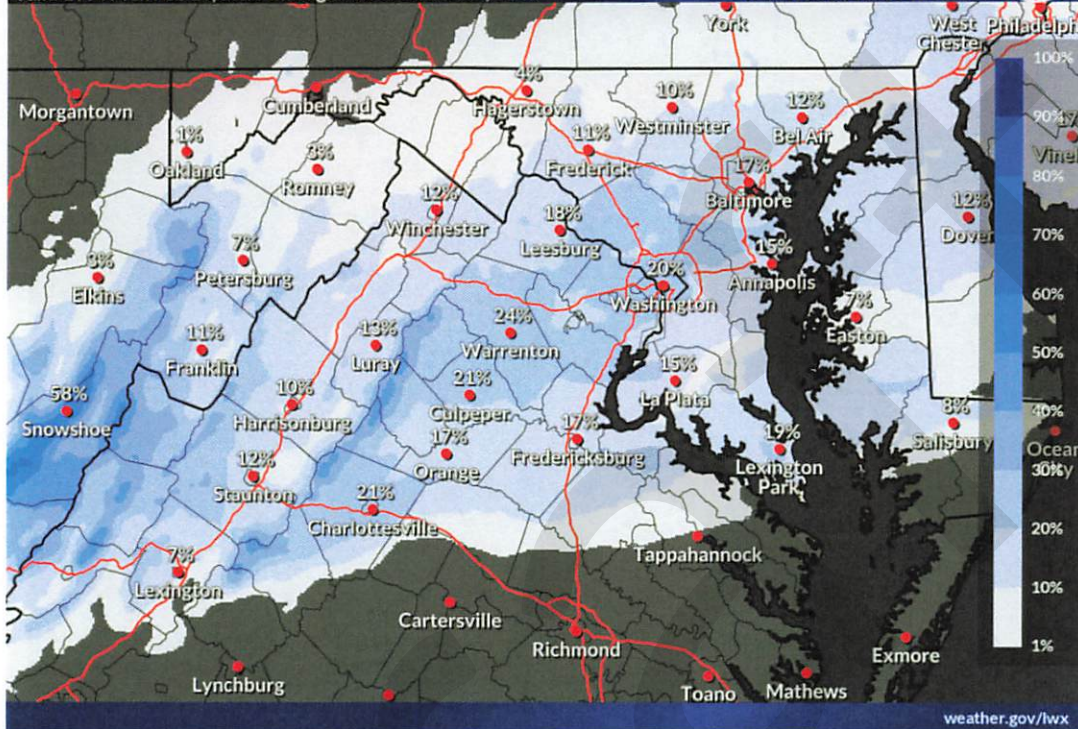 York
West
Chester
Philadelph
100%
Morgantown
Cumberland
4%
Hagerstown
10%
Westminster
12%
Bel Air
90%
1%
Oakland
3%
Romney
11%
Frederick
17%
Baltimore
Vinel
80%
12%
Winchester
18%
Leesburg
12%
Dover
70%
7%
Petersburg
3%
Elkins
20%
Washington
15%
Annapolis
60%
7%
Easton
11%
Franklin
13%
Luray
24%
Warrenton
50%
58%
Snowshoe
10%
Harrisonburg
21%
Culpeper
15%
La Plata
40%
8%
Salisbury
Ocean
12%
Staunton
17%
Orange
17%
Fredericksburg
19%
Lexington
Park
30%
21%
Charlottesville
20%
Tappahannock
7%
Lexington
10%
Cartersville
Richmond
Exmore
1%
Lynchburg
Toano
Mathews
weather.gov/lwx